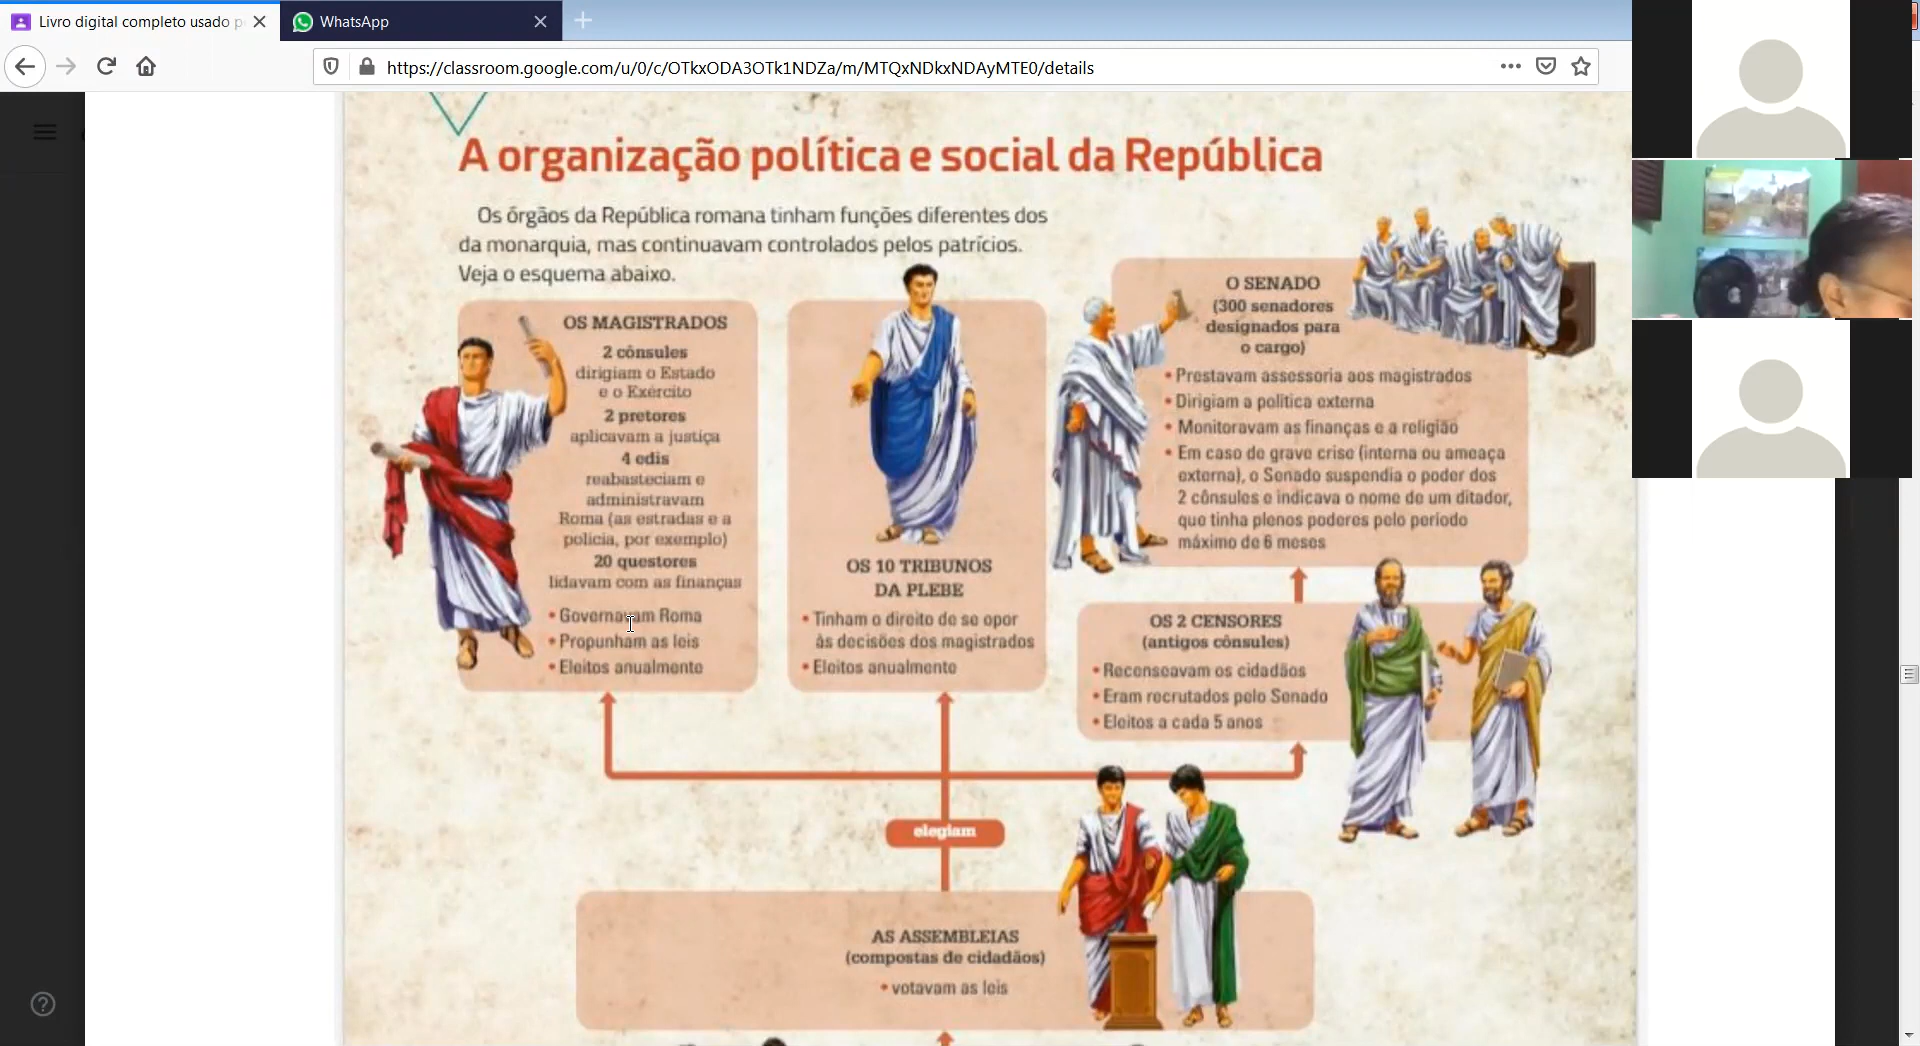 Livro digital completo usado p
WhatsApp
https://classroom.google.com/u/0/c/OTkxODA3OTk1NDZa/m/MTQxNDkxNDAyMTE0/details
A organização política e social da República
Os órgãos da República romana tinham funções diferentes dos
da monarquia, mas continuavam controlados pelos patrícios.
Veja o esquema abaixo.
OS MAGISTRADOS
2 cônsules
dirigiam o Estado
e o Exército
2 pretores
aplicavam a justiça
4 edis
reabasteciam e
administravam
Roma (as estradas e a
polícia, por exemplo)
20 questores
lidavam com as finanças
• Governavam Roma
• Propunham as leis
• Eleitos anualmente
OS 10 TRIBUNOS
DA PLEBE
• Tinham o direito de se opor
às decisões dos magistrados
• Eleitos anualmente
O SENADO
(300 senadores
designados para
o cargo)
• Prestavam assessoria aos magistrados
• Dirigiam a política externa
• Monitoravam as finanças e a religião
• Em caso de grave crise (interna ou ameaça
externa), o Senado suspendia o poder dos
2 cônsules e indicava o nome de um ditador,
que tinha plenos poderes pelo período
máximo de 6 meses
OS 2 CENSORES
(antigos cônsules)
• Recenseavam os cidadãos
• Eram recrutados pelo Senado
• Eleitos a cada 5 anos
elegiam
AS ASSEMBLEIAS
(compostas de cidadãos)
• votavam as leis